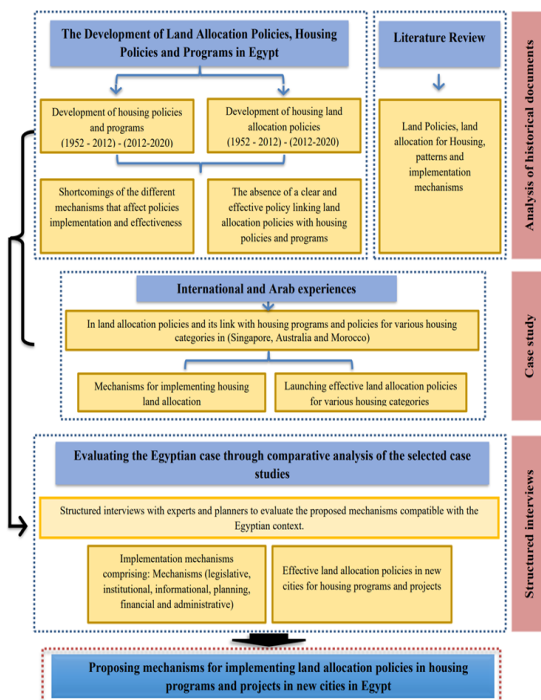 The Development of Land Allocation Policies, Housing
Policies and Programs in Egypt
Development of housing policies
and programs
(1952 - 2012) - (2012-2020)
Development of housing land
allocation policies
(1952 - 2012) - (2012-2020)
Shortcomings of the different
mechanisms that affect policies
implementation and effectiveness
The absence of a clear and
effective policy linking land
allocation policies with housing
policies and programs
Literature Review
Land Policies, land
allocation for Housing,
patterns and
implementation
mechanisms
Analysis of historical documents
International and Arab experiences
In land allocation policies and its link with housing programs and policies for various housing
categories in (Singapore, Australia and Morocco)
Mechanisms for implementing housing
land allocation
Launching effective land allocation policies
for various housing categories
Case study
Evaluating the Egyptian case through comparative analysis of the selected case
studies
Structured interviews with experts and planners to evaluate the proposed mechanisms compatible with the
Egyptian context.
Implementation mechanisms
comprising: Mechanisms (legislative,
institutional, informational, planning,
financial and administrative)
Effective land allocation policies in new
cities for housing programs and projects
Structured interviews
Proposing mechanisms for implementing land allocation policies in housing
programs and projects in new cities in Egypt